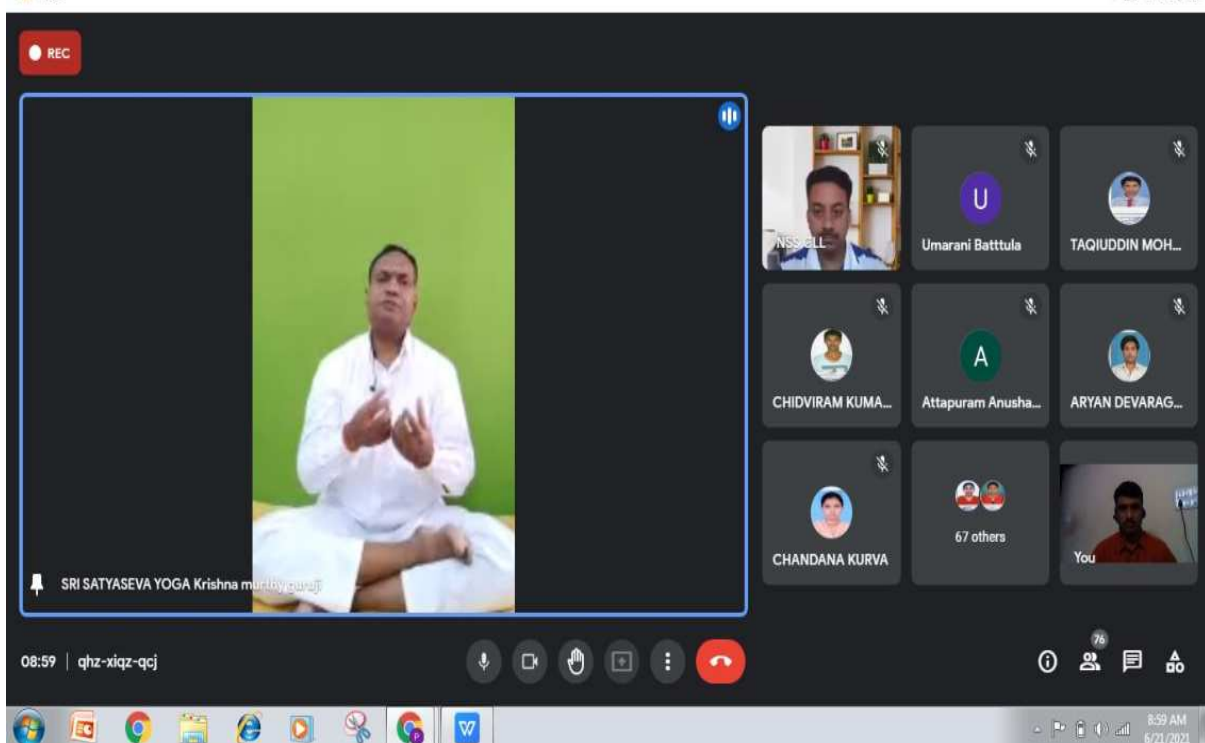 REC
SRI SATYASEVA YOGA Krishna murthy guruji
NSS GLL
U
Umarani Batttula
TAQIUDDIN MOH...
CHIDVIRAM KUMA...
A
Attapuram Anusha...
ARYAN DEVARAG...
CHANDANA KURVA
67 others
You
08:59 | qhz-xiqz-qcj
76
8:59 AM
6/21/2021